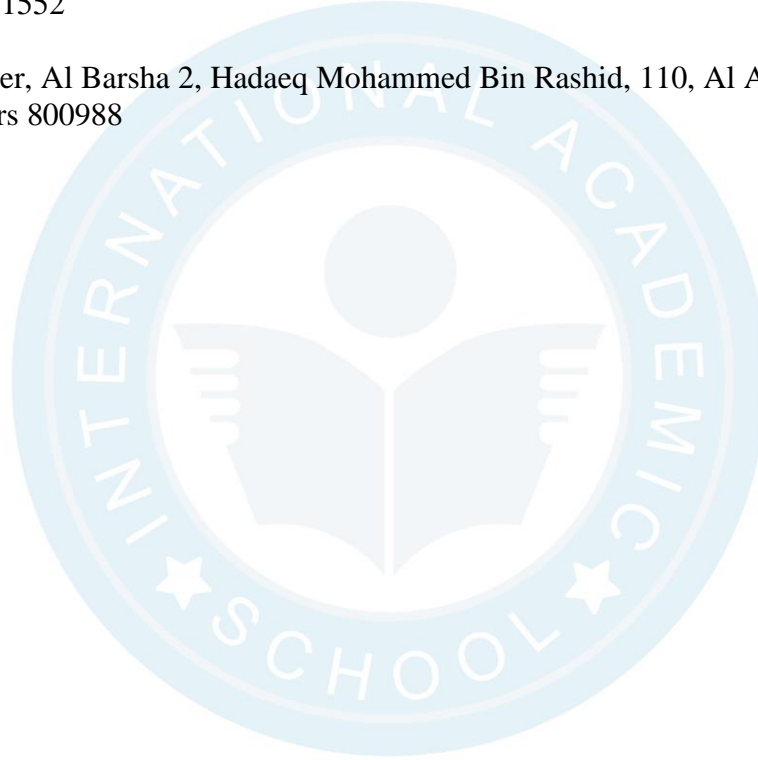 1552
er, Al Barsha 2, Hadaeq Mohammed Bin Rashid, 110, Al A
rs 800988
INTERNATIONAL ACADEMIC
SCHOOL